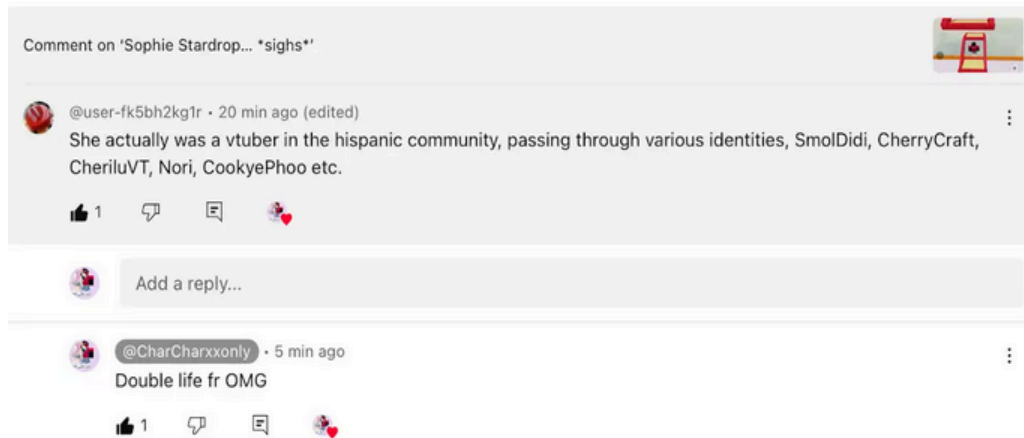 Comment on 'Sophie Stardrop... *sighs*'
@user-fk5bh2kg1r • 20 min ago (edited)
She actually was a vtuber in the hispanic community, passing through various identities, SmolDidi, CherryCraft,
CheriluVT, Nori, CookyePhoo etc.
1
Add a reply...
@CharCharxxonly • 5 min ago
Double life fr OMG
1